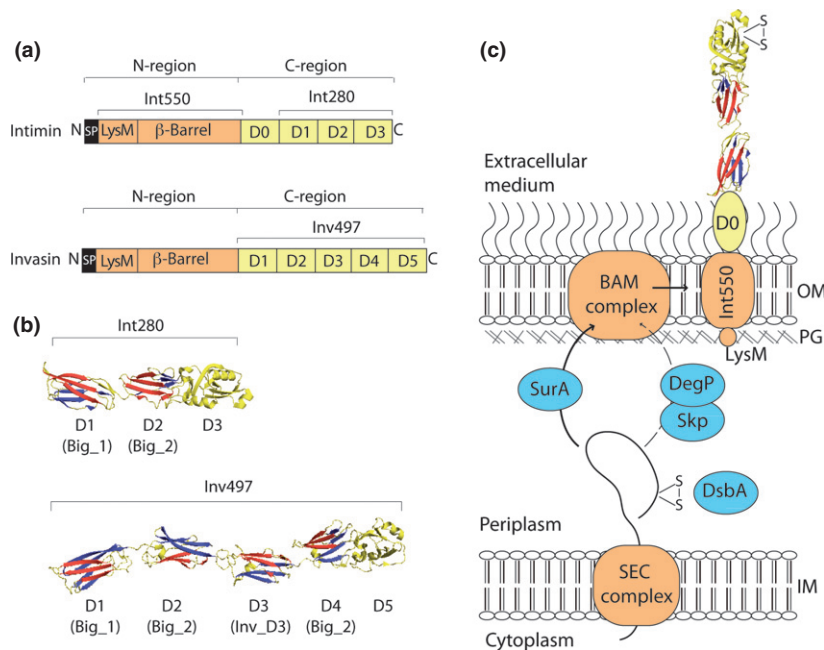 (a)
N-region C-region
Int550 Int280
Intimin N SP LysM β-Barrel D0 D1 D2 D3 C
N-region C-region
Inv497
Invasin N SP LysM β-Barrel D1 D2 D3 D4 D5 C
(b)
Int280
D1 D2 D3
(Big_1) (Big_2)
Inv497
D1 D2 D3 D4 D5
(Big_1) (Big_2) (Inv_D3) (Big_2)
(c)
S
S
Extracellular
medium
D0
BAM
complex
Int550
OM
PG
LysM
SurA
DegP
Skp
S
S
DsbA
Periplasm
SEC
complex
IM
Cytoplasm